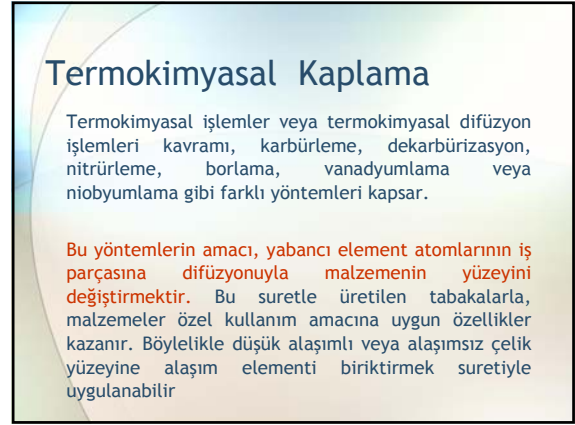 Termokimyasal Kaplama
Termokimyasal işlemler veya termokimyasal difüzyon
işlemleri kavramı, karbürleme, dekarbürizasyon,
nitrürleme, borlama, vanadyumlama veya
niobyumlama gibi farklı yöntemleri kapsar.
Bu yöntemlerin amacı, yabancı element atomlarının iş
parçasına difüzyonuyla malzemenin yüzeyini
değiştirmektir. Bu suretle üretilen tabakalarla,
malzemeler özel kullanım amacına uygun özellikler
kazanır. Böylelikle düşük alaşımlı veya alaşımsız çelik
yüzeyine alaşım elementi biriktirmek suretiyle
uygulanabilir